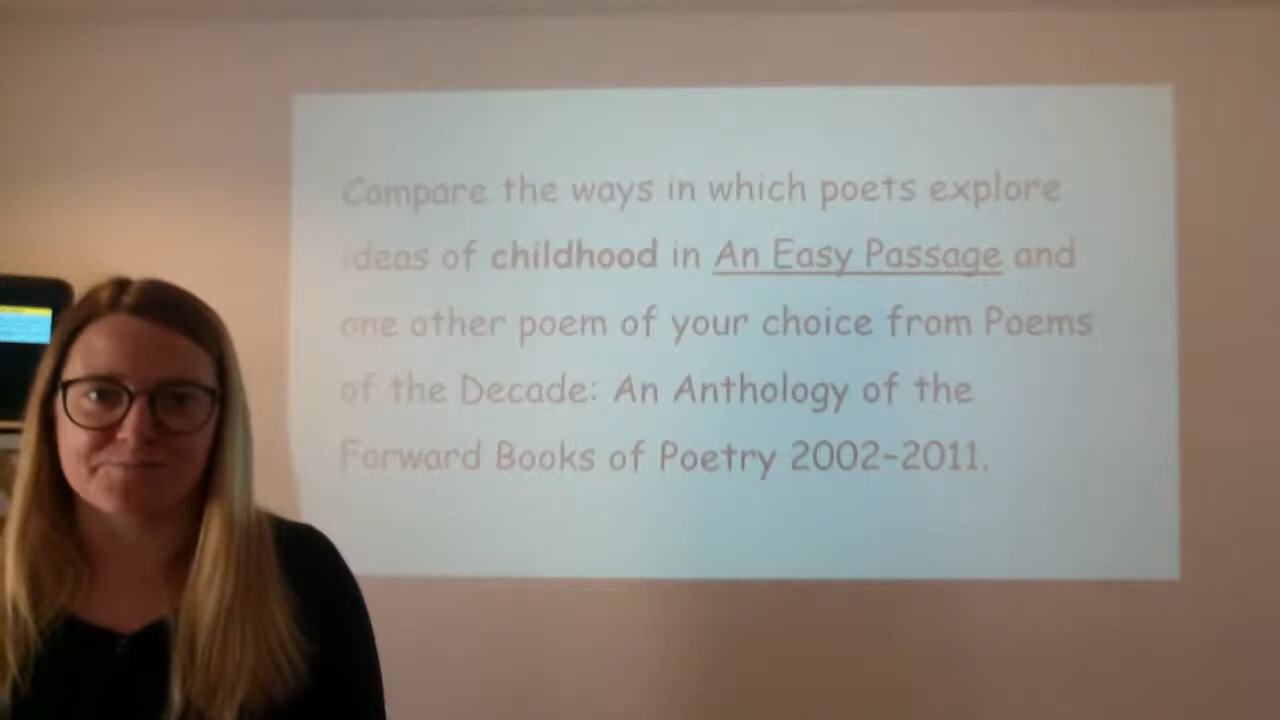 Compare the ways in which poets explore
ideas of childhood in An Easy Passage and
one other poem of your choice from Poems
of the Decade: An Anthology of the
Forward Books of Poetry 2002-2011.